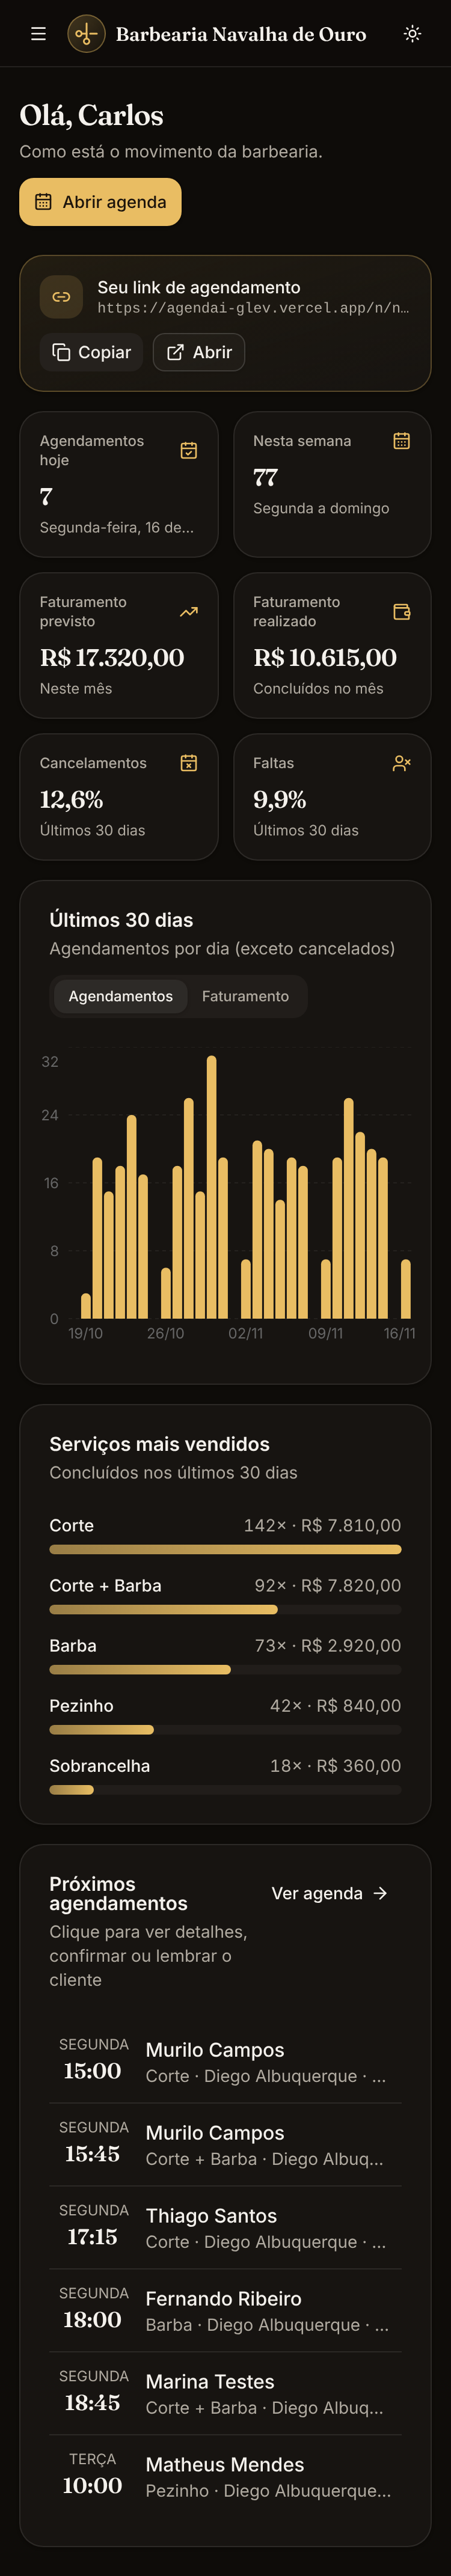 Barbearia Navalha de Ouro
Olá, Carlos
Como está o movimento da barbearia.
Abrir agenda
Seu link de agendamento
https://agendai-glev.vercel.app/n/n…
Copiar
Abrir
Agendamentos
hoje
7
Segunda-feira, 16 de…
Nesta semana
77
Segunda a domingo
Faturamento
previsto
R$ 17.320,00
Neste mês
Faturamento
realizado
R$ 10.615,00
Concluídos no mês
Cancelamentos
12,6%
Últimos 30 dias
Faltas
9,9%
Últimos 30 dias
Últimos 30 dias
Agendamentos por dia (exceto cancelados)
Agendamentos
Faturamento
32
24
16
8
0
19/10
26/10
02/11
09/11
16/11
Serviços mais vendidos
Concluídos nos últimos 30 dias
Corte 142× · R$ 7.810,00
Corte + Barba 92× · R$ 7.820,00
Barba 73× · R$ 2.920,00
Pezinho 42× · R$ 840,00
Sobrancelha 18× · R$ 360,00
Próximos
agendamentos
Ver agenda
Clique para ver detalhes,
confirmar ou lembrar o
cliente
SEGUNDA
15:00
Murilo Campos
Corte · Diego Albuquerque · …
SEGUNDA
15:45
Murilo Campos
Corte + Barba · Diego Albuq…
SEGUNDA
17:15
Thiago Santos
Corte · Diego Albuquerque · …
SEGUNDA
18:00
Fernando Ribeiro
Barba · Diego Albuquerque · …
SEGUNDA
18:45
Marina Testes
Corte + Barba · Diego Albuq…
TERÇA
10:00
Matheus Mendes
Pezinho · Diego Albuquerque…